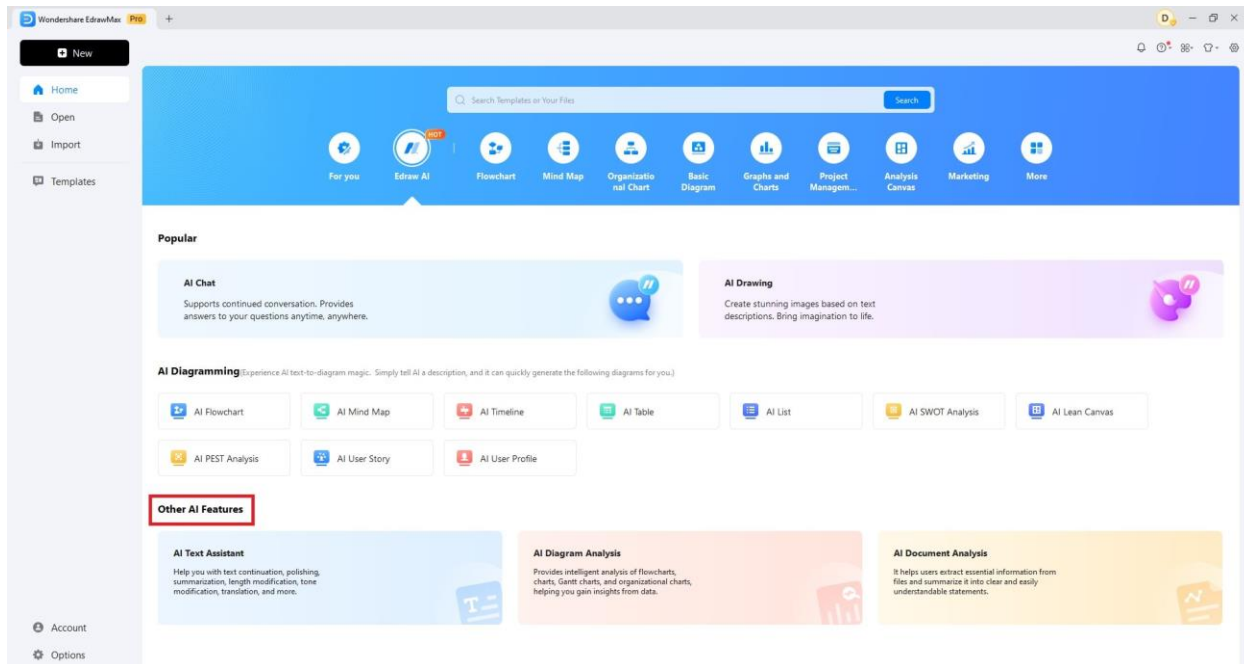 Wondershare EdrawMax Pro
D
New
Home
Open
Import
Templates
Search Templates or Your Files
Search
HOT
For you
Edraw AI
Flowchart
Mind Map
Organizatio
nal Chart
Basic
Diagram
Graphs and
Charts
Project
Managem...
Analysis
Canvas
Marketing
More
Popular
AI Chat
Supports continued conversation. Provides
answers to your questions anytime, anywhere.
AI Drawing
Create stunning images based on text
descriptions. Bring imagination to life.
AI Diagramming(Experience AI text-to-diagram magic. Simply tell AI a description, and it can quickly generate the following diagrams for you.)
AI Flowchart
AI Mind Map
AI Timeline
AI Table
AI List
AI SWOT Analysis
AI Lean Canvas
AI PEST Analysis
AI User Story
AI User Profile
Other AI Features
AI Text Assistant
Help you with text continuation, polishing,
summarization, length modification, tone
modification, translation, and more.
AI Diagram Analysis
Provides intelligent analysis of flowcharts,
charts, Gantt charts, and organizational charts,
helping you gain insights from data.
AI Document Analysis
It helps users extract essential information from
files and summarize it into clear and easily
understandable statements.
Account
Options